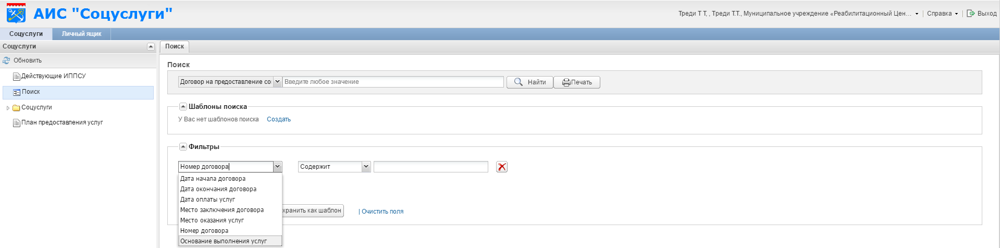 АИС "Соцуслуги"
Треди Т Т, , Треди Т.Т., Муниципальное учреждение «Реабилитационный Цен... | Справка | Выход
Соцуслуги Личный ящик
Соцуслуги
Обновить
Действующие ИППСУ
Поиск
Соцуслуги
План предоставления услуг
Поиск
Поиск
Договор на предоставление со Введите любое значение Найти Печать
Шаблоны поиска
У Вас нет шаблонов поиска Создать
Фильтры
Номер договора Содержит
Дата начала договора
Дата окончания договора
Дата оплаты услуг
Место заключения договора
хранить как шаблон | Очистить поля
Место оказания услуг
Номер договора
Основание выполнения услуг